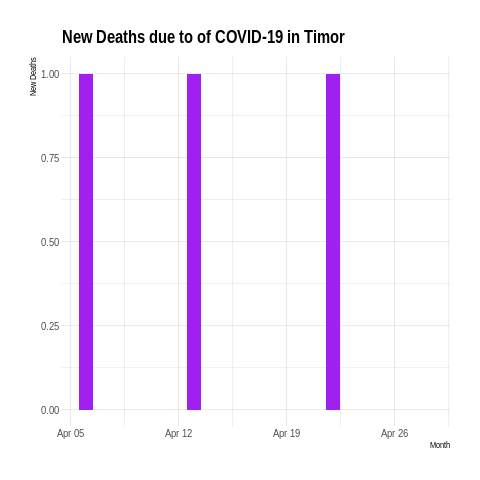 New Deaths due to of COVID-19 in Timor
New Deaths
1.00
0.75
0.50
0.25
0.00
Apr 05 Apr 12 Apr 19 Apr 26
Month